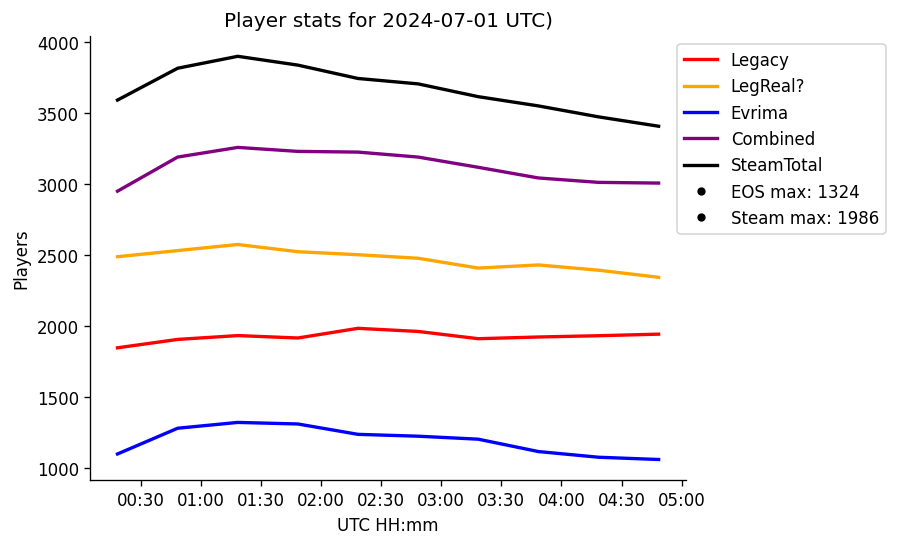 Player stats for 2024-07-01 UTC)
4000
3500
3000
2500
2000
1500
1000
Players
00:30 01:00 01:30 02:00 02:30 03:00 03:30 04:00 04:30 05:00
UTC HH:mm
Legacy
LegReal?
Evrima
Combined
SteamTotal
EOS max: 1324
Steam max: 1986